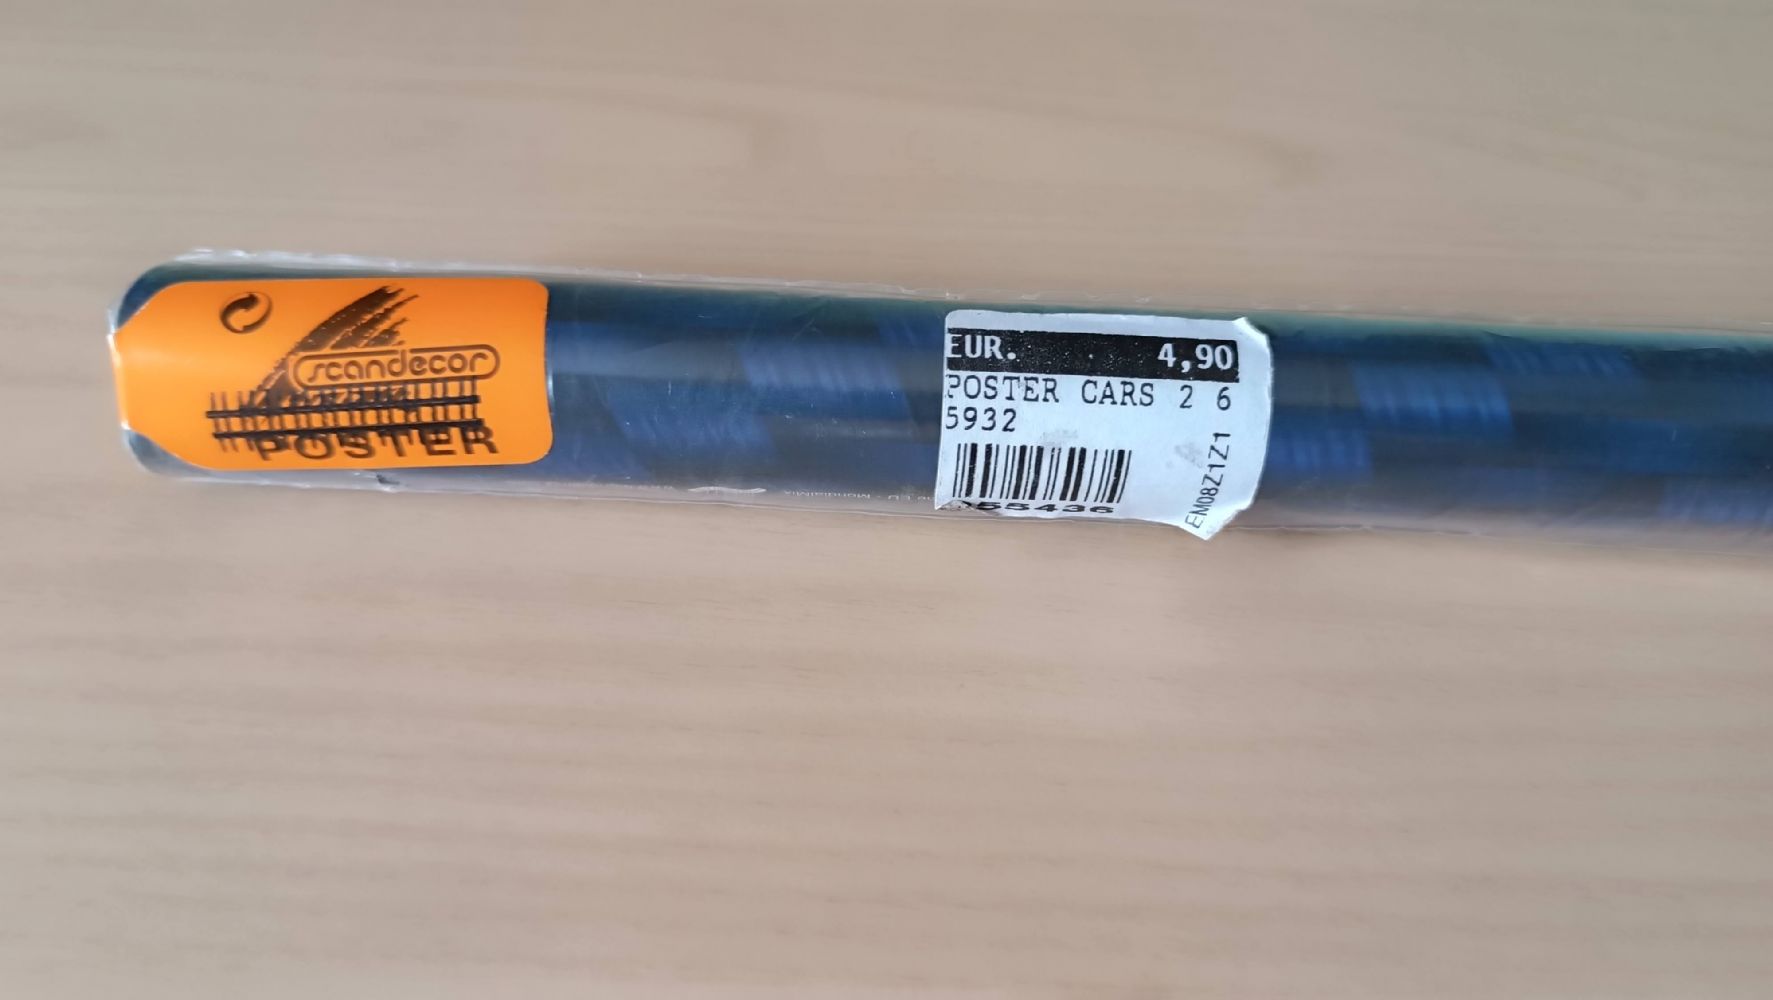 scandecor
POSTER
EUR. 4,90
POSTER CARS 2 6
5932
EM08Z1Z1